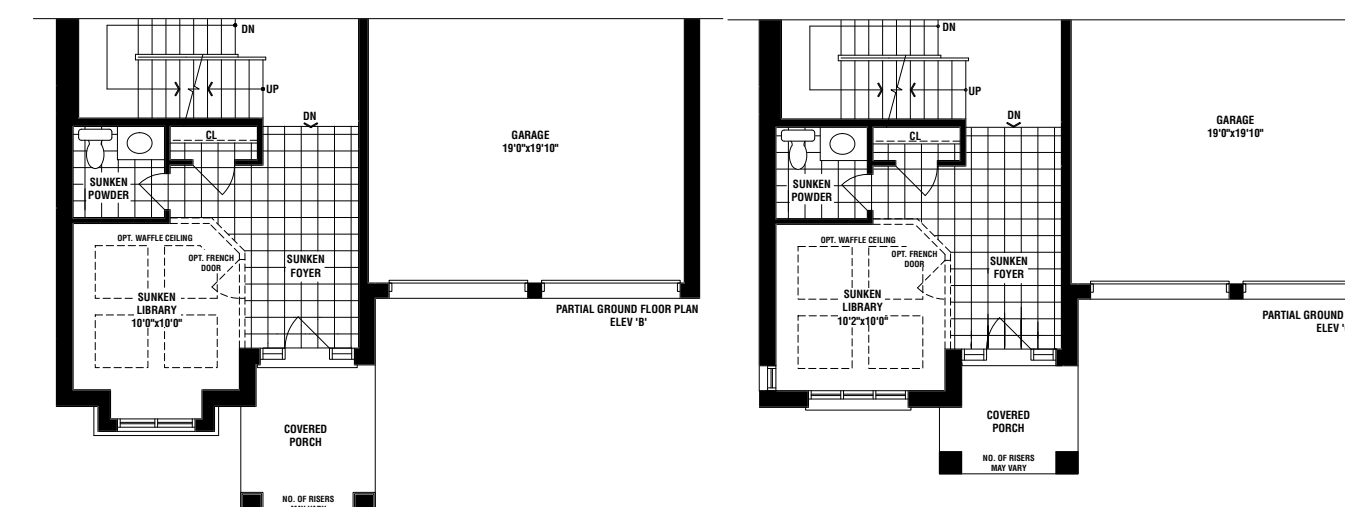 DN
UP
DN
CL
GARAGE
19'0"x19'10"
SUNKEN
POWDER
OPT. WAFFLE CEILING
OPT. FRENCH
DOOR
SUNKEN
FOYER
SUNKEN
LIBRARY
10'0"x10'0"
PARTIAL GROUND FLOOR PLAN
ELEV 'B'
COVERED
PORCH
NO. OF RISERS
MAY VARY
DN
UP
DN
CL
GARAGE
19'0"x19'10"
SUNKEN
POWDER
OPT. WAFFLE CEILING
OPT. FRENCH
DOOR
SUNKEN
FOYER
SUNKEN
LIBRARY
10'2"x10'0"
PARTIAL GROUND
ELEV '
COVERED
PORCH
NO. OF RISERS
MAY VARY